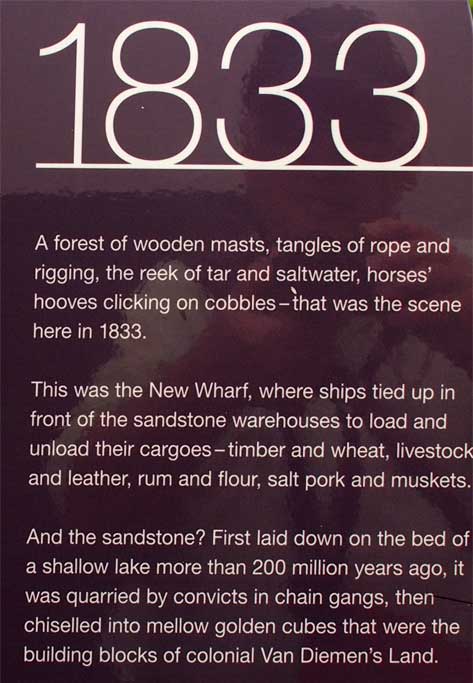 1833
A forest of wooden masts, tangles of rope and
rigging, the reek of tar and saltwater, horses'
hooves clicking on cobbles–that was the scene
here in 1833.
This was the New Wharf, where ships tied up in
front of the sandstone warehouses to load and
unload their cargoes–timber and wheat, livestock
and leather, rum and flour, salt pork and muskets.
And the sandstone? First laid down on the bed of
a shallow lake more than 200 million years ago, it
was quarried by convicts in chain gangs, then
chiselled into mellow golden cubes that were the
building blocks of colonial Van Diemen's Land.